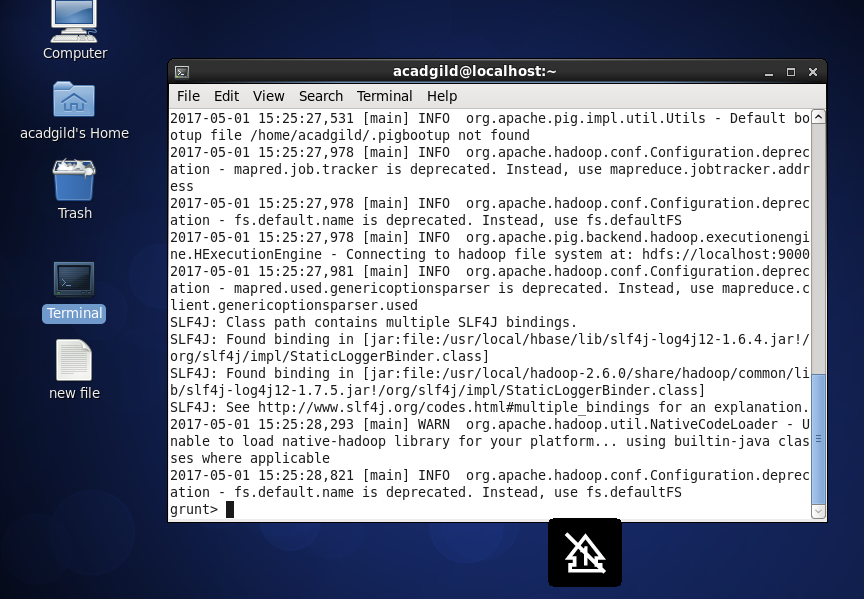 Computer
acadgild's Home
Trash
Terminal
new file
acadgild@localhost:~
File Edit View Search Terminal Help
2017-05-01 15:25:27,531 [main] INFO  org.apache.pig.impl.util.Utils - Default bo
otup file /home/acadgild/.pigbootup not found
2017-05-01 15:25:27,978 [main] INFO  org.apache.hadoop.conf.Configuration.deprec
ation - mapred.job.tracker is deprecated. Instead, use mapreduce.jobtracker.addr
ess
2017-05-01 15:25:27,978 [main] INFO  org.apache.hadoop.conf.Configuration.deprec
ation - fs.default.name is deprecated. Instead, use fs.defaultFS
2017-05-01 15:25:27,978 [main] INFO  org.apache.pig.backend.hadoop.executionengi
ne.HExecutionEngine - Connecting to hadoop file system at: hdfs://localhost:9000
2017-05-01 15:25:27,981 [main] INFO  org.apache.hadoop.conf.Configuration.deprec
ation - mapred.used.genericoptionsparser is deprecated. Instead, use mapreduce.c
lient.genericoptionsparser.used
SLF4J: Class path contains multiple SLF4J bindings.
SLF4J: Found binding in [jar:file:/usr/local/hbase/lib/slf4j-log4j12-1.6.4.jar!/
org/slf4j/impl/StaticLoggerBinder.class]
SLF4J: Found binding in [jar:file:/usr/local/hadoop-2.6.0/share/hadoop/common/li
b/slf4j-log4j12-1.7.5.jar!/org/slf4j/impl/StaticLoggerBinder.class]
SLF4J: See http://www.slf4j.org/codes.html#multiple_bindings for an explanation.
2017-05-01 15:25:28,293 [main] WARN  org.apache.hadoop.util.NativeCodeLoader - U
nable to load native-hadoop library for your platform... using builtin-java clas
ses where applicable
2017-05-01 15:25:28,821 [main] INFO  org.apache.hadoop.conf.Configuration.deprec
ation - fs.default.name is deprecated. Instead, use fs.defaultFS
grunt>